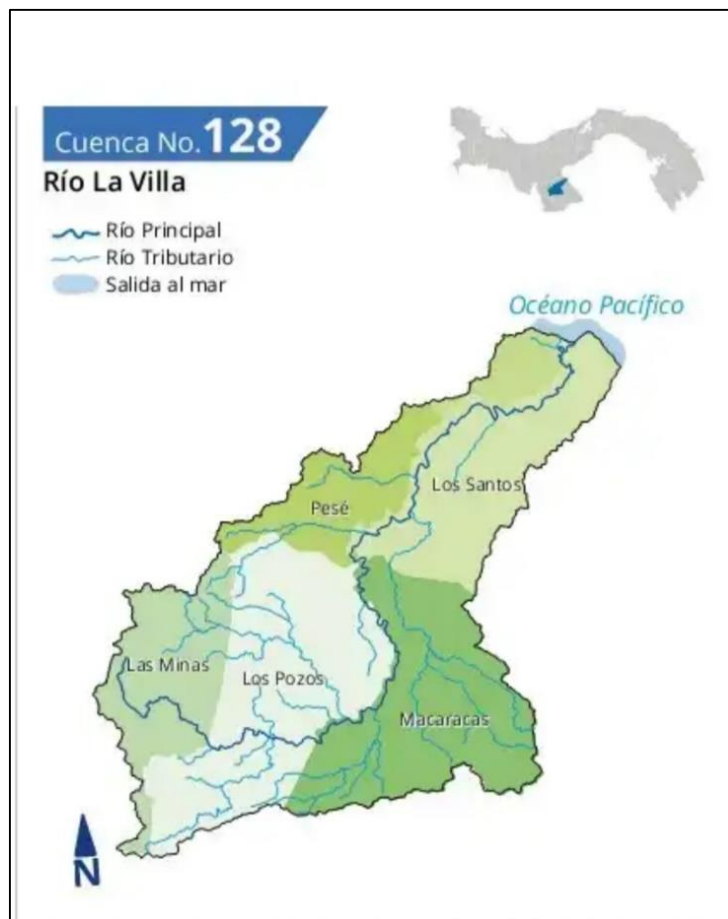 Cuenca No. 128
Río La Villa
Río Principal
Río Tributario
Salida al mar
Océano Pacífico
Los Santos
Pesé
Las Minas
Los Pozos
Macaracas
N